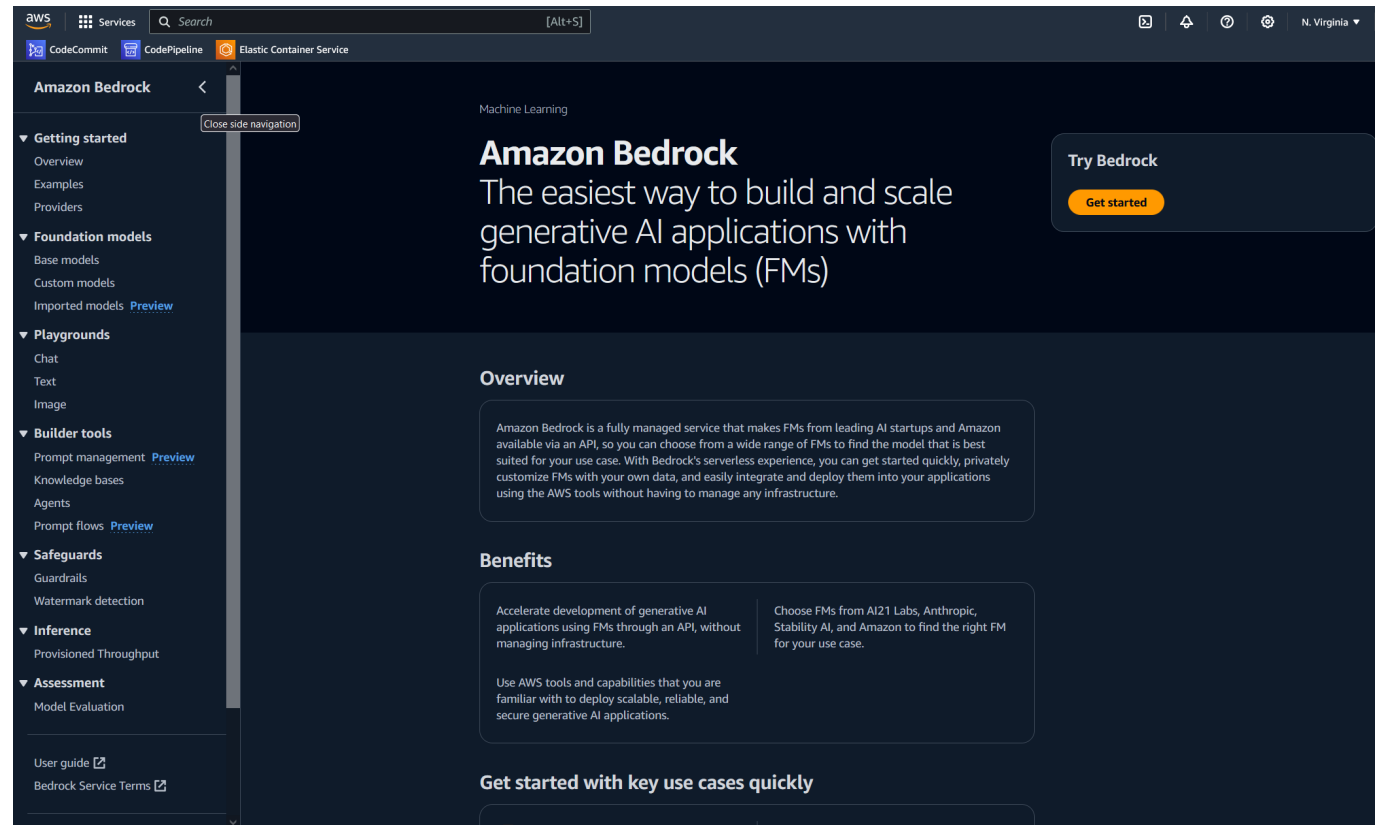 aws
Services
Search
[Alt+S]
N. Virginia ▼
CodeCommit
CodePipeline
Elastic Container Service
Amazon Bedrock
Close side navigation
Getting started
Overview
Examples
Providers
Foundation models
Base models
Custom models
Imported models Preview
Playgrounds
Chat
Text
Image
Builder tools
Prompt management Preview
Knowledge bases
Agents
Prompt flows Preview
Safeguards
Guardrails
Watermark detection
Inference
Provisioned Throughput
Assessment
Model Evaluation
User guide
Bedrock Service Terms
Machine Learning
Amazon Bedrock
The easiest way to build and scale
generative AI applications with
foundation models (FMs)
Try Bedrock
Get started
Overview
Amazon Bedrock is a fully managed service that makes FMs from leading AI startups and Amazon
available via an API, so you can choose from a wide range of FMs to find the model that is best
suited for your use case. With Bedrock's serverless experience, you can get started quickly, privately
customize FMs with your own data, and easily integrate and deploy them into your applications
using the AWS tools without having to manage any infrastructure.
Benefits
Accelerate development of generative AI
applications using FMs through an API, without
managing infrastructure.
Choose FMs from AI21 Labs, Anthropic,
Stability AI, and Amazon to find the right FM
for your use case.
Use AWS tools and capabilities that you are
familiar with to deploy scalable, reliable, and
secure generative AI applications.
Get started with key use cases quickly